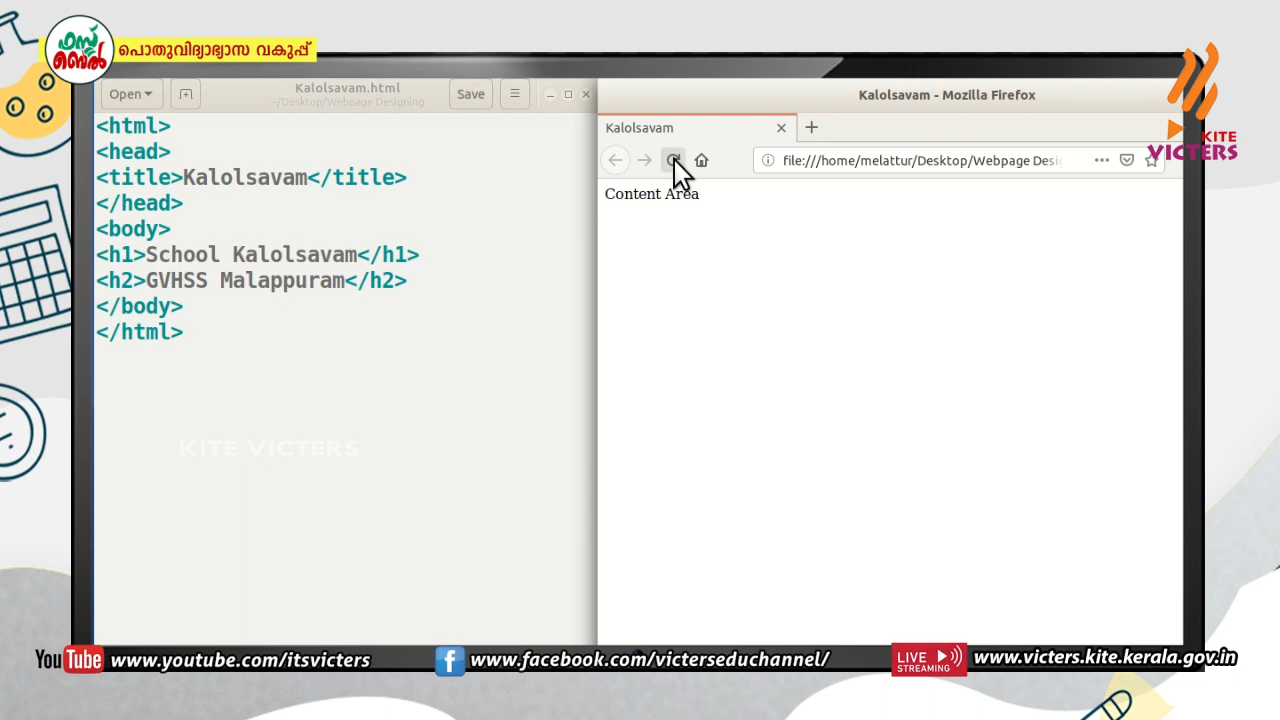 ഫസ്റ്റ്ബെൽ
പൊതുവിദ്യാഭ്യാസ വകുപ്പ്
Open
Kalolsavam.html
~/Desktop/Webpage Designing
Save
Kalolsavam - Mozilla Firefox
Kalolsavam
file:///home/melattur/Desktop/Webpage Desi
KITE
VICTERS
<html>
<head>
<title>Kalolsavam</title>
</head>
<body>
<h1>School Kalolsavam</h1>
<h2>GVHSS Malappuram</h2>
</body>
</html>
Content Area
KITE VICTERS
YouTube www.youtube.com/itsvicters
f www.facebook.com/victerseduchannel/
LIVE
STREAMING
www.victers.kite.kerala.gov.in